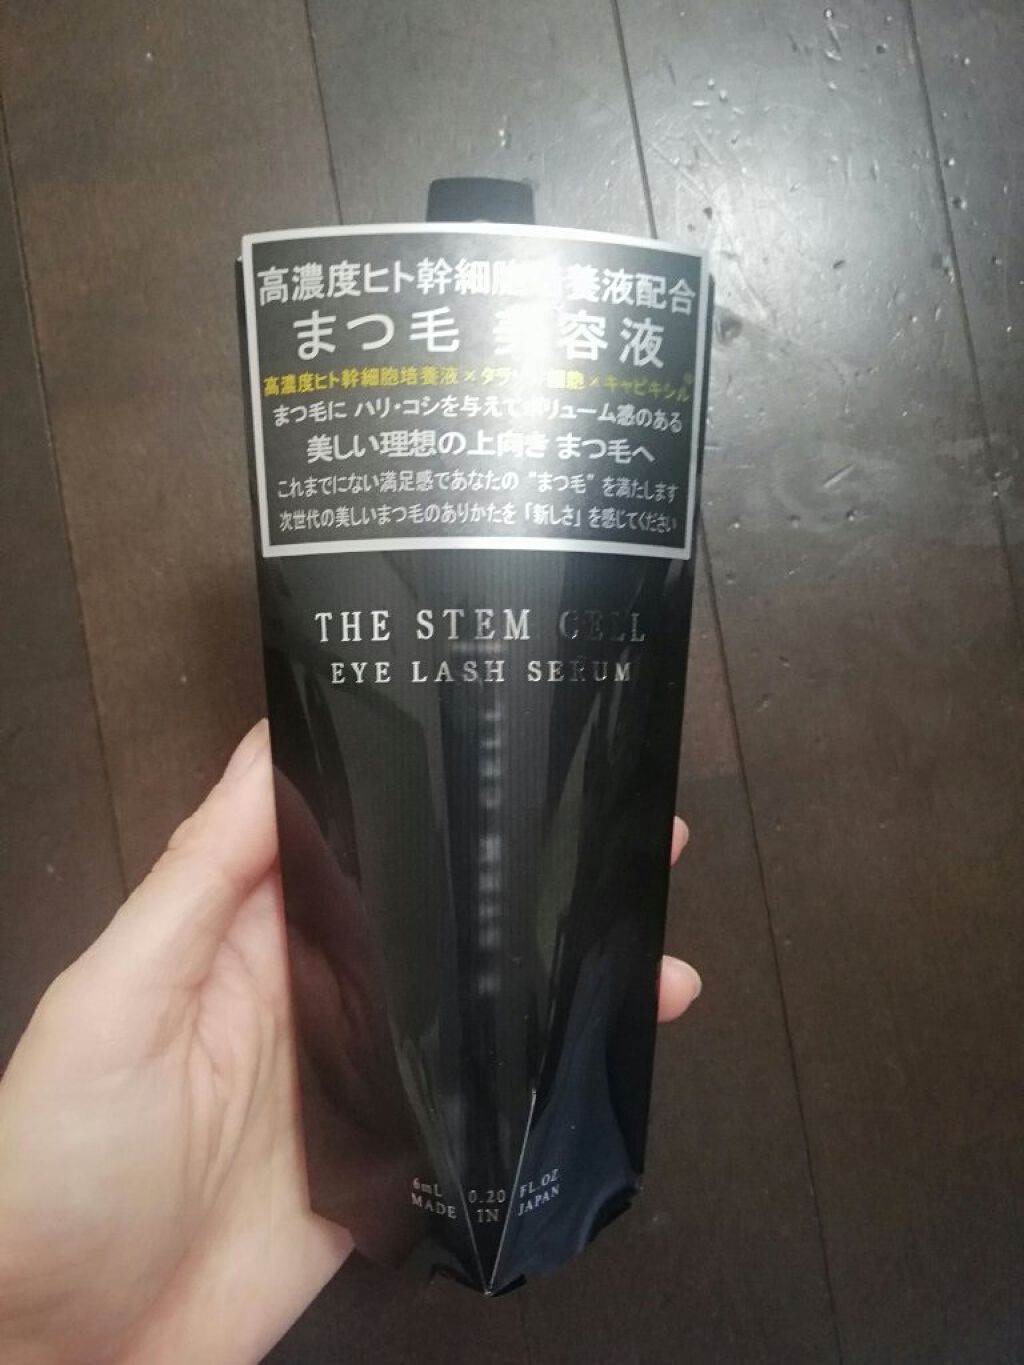 高濃度ヒト幹細胞培養液配合
まつ毛 美容液
高濃度ヒト幹細胞培養液×タラソ幹細胞×キャピキシル
まつ毛に ハリ・コシを与えてボリューム感のある
美しい理想の上向き まつ毛へ
これまでにない満足感であなたの “まつ毛” を満たします
次世代の美しいまつ毛のありかたを「新しさ」を感じてください
THE STEM CELL
EYE LASH SERUM
6mL 0.20 FL.OZ
MADE IN JAPAN